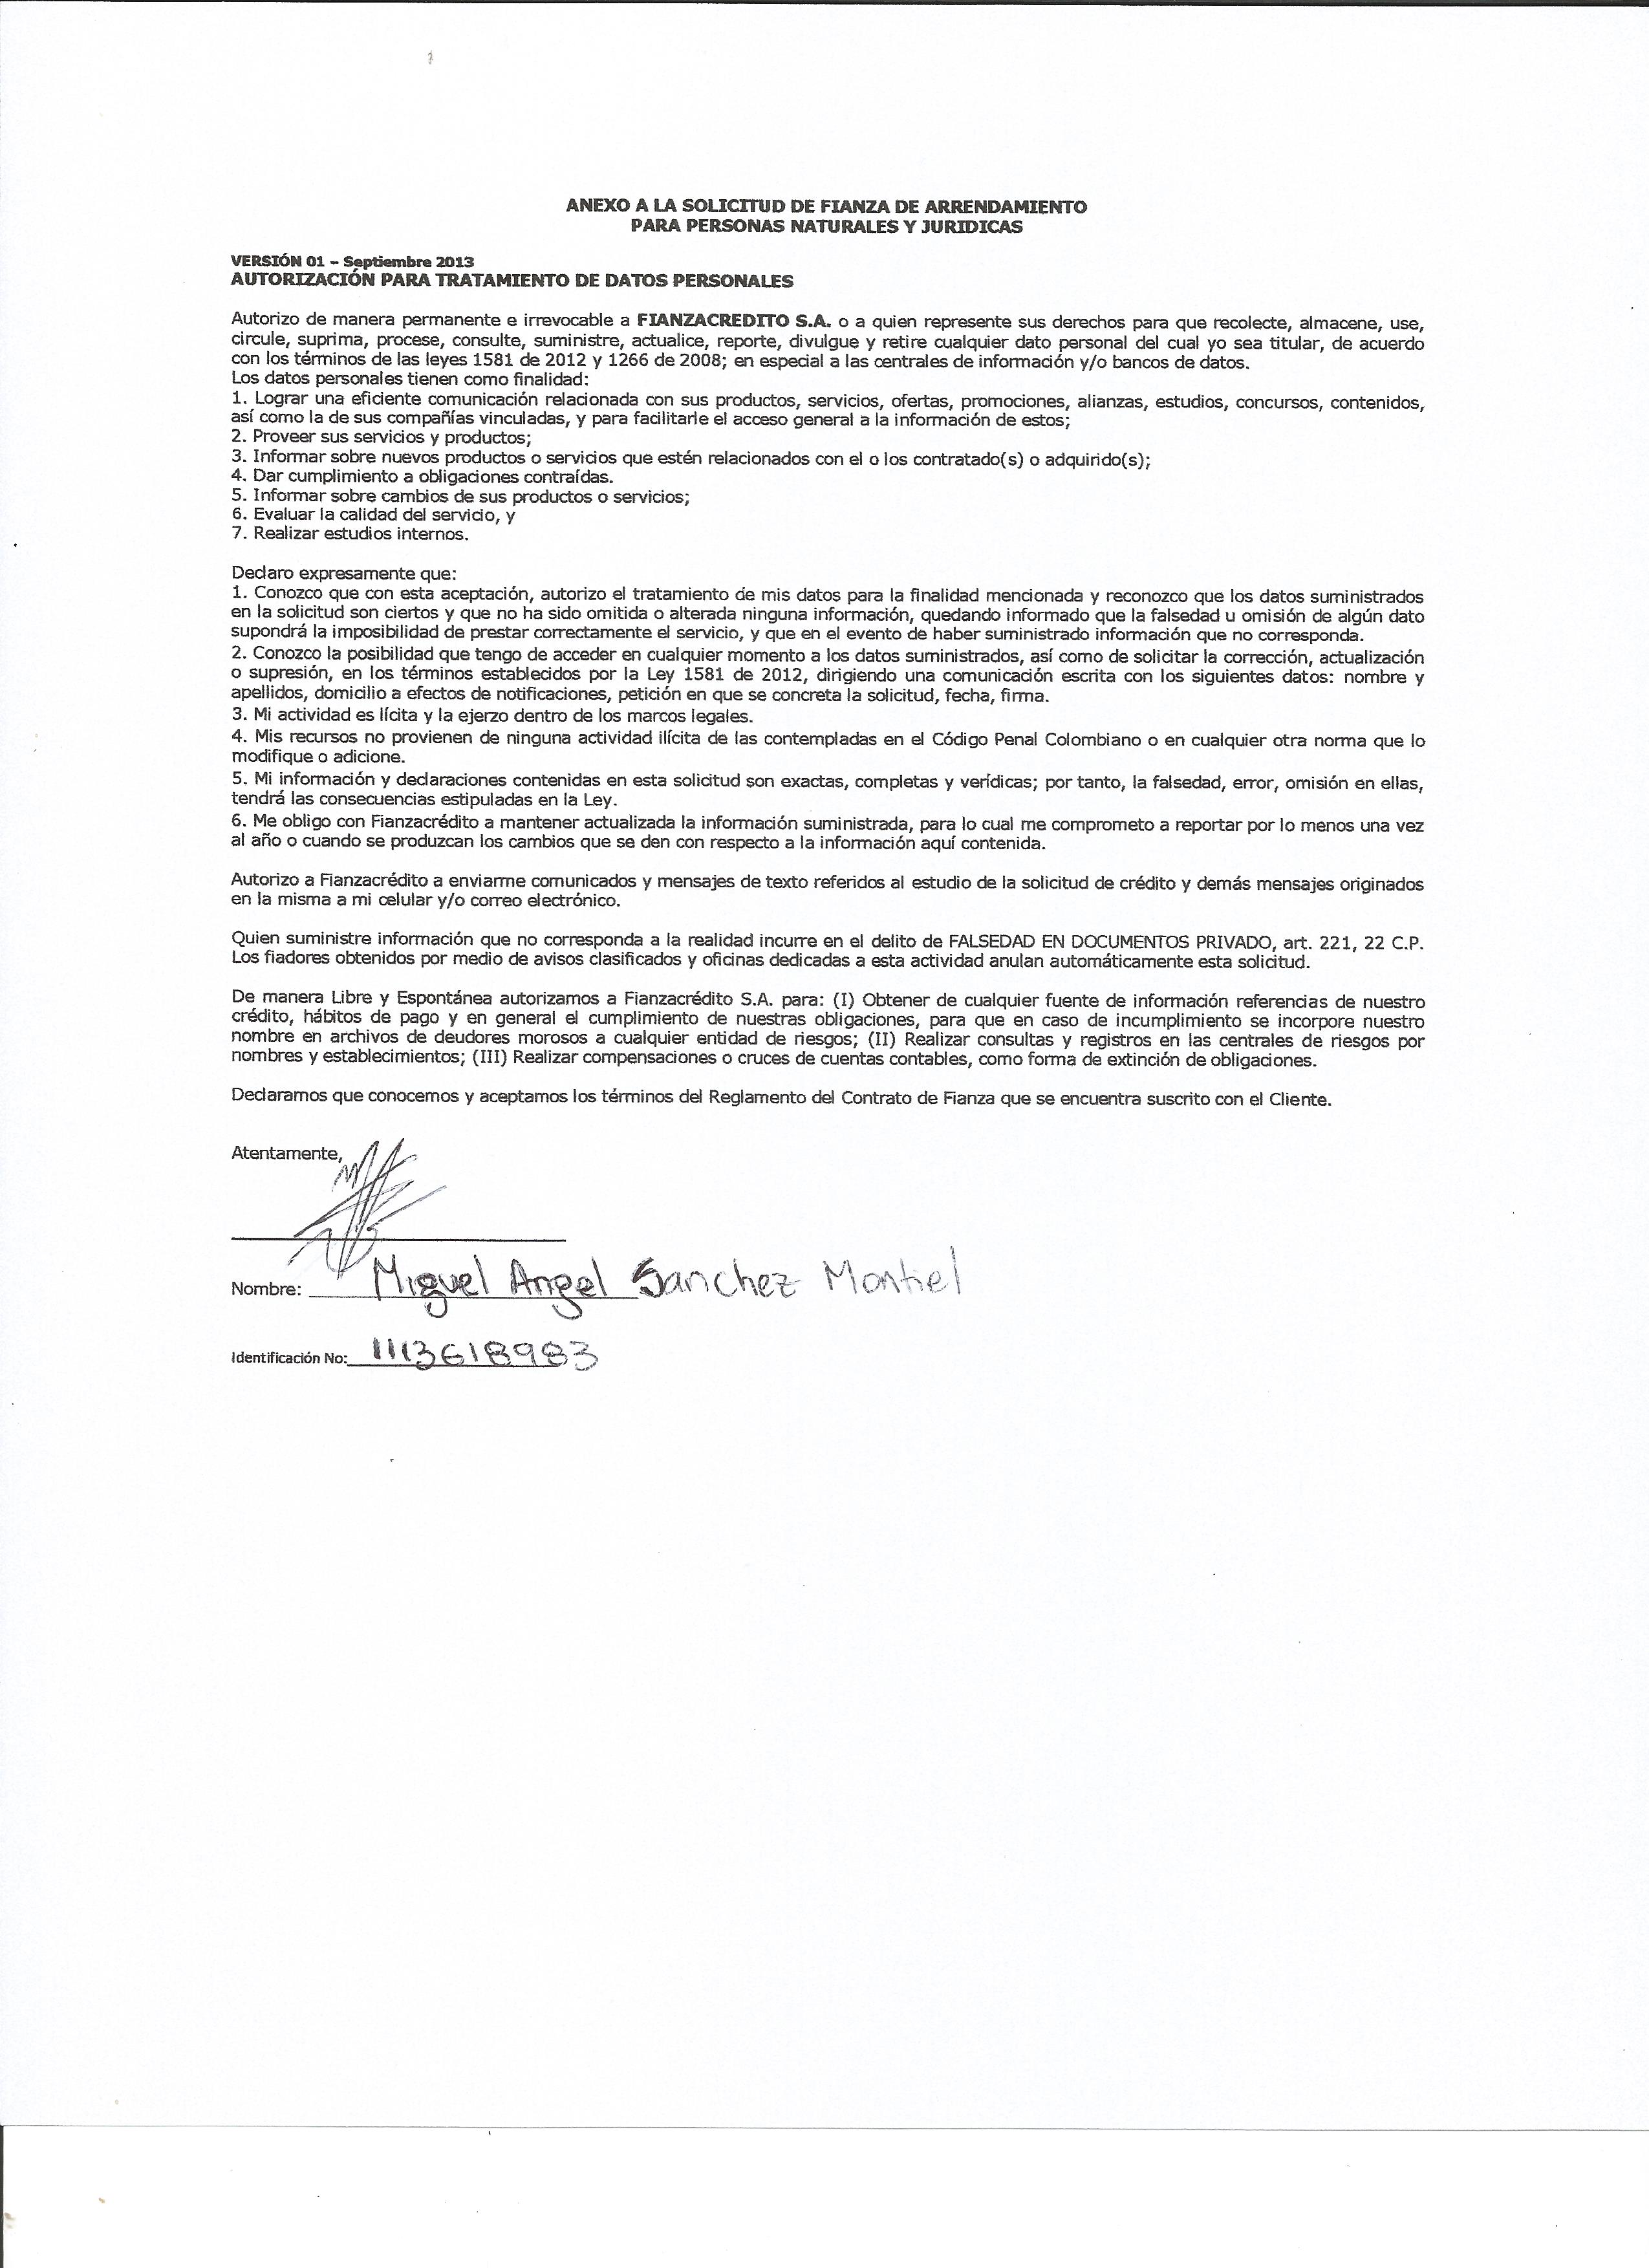 ANEXO A LA SOLICITUD DE FIANZA DE ARRENDAMIENTO
PARA PERSONAS NATURALES Y JURIDICAS
VERSIÓN 01 – Septiembre 2013
AUTORIZACIÓN PARA TRATAMIENTO DE DATOS PERSONALES
Autorizo de manera permanente e irrevocable a FIANZACREDITO S.A. o a quien represente sus derechos para que recolecte, almacene, use,
circule, suprima, procese, consulte, suministre, actualice, reporte, divulgue y retire cualquier dato personal del cual yo sea titular, de acuerdo
con los términos de las leyes 1581 de 2012 y 1266 de 2008; en especial a las centrales de información y/o bancos de datos.
Los datos personales tienen como finalidad:
1. Lograr una eficiente comunicación relacionada con sus productos, servicios, ofertas, promociones, alianzas, estudios, concursos, contenidos,
así como la de sus compañías vinculadas, y para facilitarle el acceso general a la información de estos;
2. Proveer sus servicios y productos;
3. Informar sobre nuevos productos o servicios que estén relacionados con el o los contratado(s) o adquirido(s);
4. Dar cumplimiento a obligaciones contraídas.
5. Informar sobre cambios de sus productos o servicios;
6. Evaluar la calidad del servicio, y
7. Realizar estudios internos.
Declaro expresamente que:
1. Conozco que con esta aceptación, autorizo el tratamiento de mis datos para la finalidad mencionada y reconozco que los datos suministrados
en la solicitud son ciertos y que no ha sido omitida o alterada ninguna información, quedando informado que la falsedad u omisión de algún dato
supondrá la imposibilidad de prestar correctamente el servicio, y que en el evento de haber suministrado información que no corresponda.
2. Conozco la posibilidad que tengo de acceder en cualquier momento a los datos suministrados, así como de solicitar la corrección, actualización
o supresión, en los términos establecidos por la Ley 1581 de 2012, dirigiendo una comunicación escrita con los siguientes datos: nombre y
apellidos, domicilio a efectos de notificaciones, petición en que se concreta la solicitud, fecha, firma.
3. Mi actividad es lícita y la ejerzo dentro de los marcos legales.
4. Mis recursos no provienen de ninguna actividad ilícita de las contempladas en el Código Penal Colombiano o en cualquier otra norma que lo
modifique o adicione.
5. Mi información y declaraciones contenidas en esta solicitud son exactas, completas y verídicas; por tanto, la falsedad, error, omisión en ellas,
tendrá las consecuencias estipuladas en la Ley.
6. Me obligo con Fianzacrédito a mantener actualizada la información suministrada, para lo cual me comprometo a reportar por lo menos una vez
al año o cuando se produzcan los cambios que se den con respecto a la información aquí contenida.
Autorizo a Fianzacrédito a enviarme comunicados y mensajes de texto referidos al estudio de la solicitud de crédito y demás mensajes originados
en la misma a mi celular y/o correo electrónico.
Quien suministre información que no corresponda a la realidad incurre en el delito de FALSEDAD EN DOCUMENTOS PRIVADO, art. 221, 22 C.P.
Los fiadores obtenidos por medio de avisos clasificados y oficinas dedicadas a esta actividad anulan automáticamente esta solicitud.
De manera Libre y Espontánea autorizamos a Fianzacrédito S.A. para: (I) Obtener de cualquier fuente de información referencias de nuestro
crédito, hábitos de pago y en general el cumplimiento de nuestras obligaciones, para que en caso de incumplimiento se incorpore nuestro
nombre en archivos de deudores morosos a cualquier entidad de riesgos; (II) Realizar consultas y registros en las centrales de riesgos por
nombres y establecimientos; (III) Realizar compensaciones o cruces de cuentas contables, como forma de extinción de obligaciones.
Declaramos que conocemos y aceptamos los términos del Reglamento del Contrato de Fianza que se encuentra suscrito con el Cliente.
Atentamente,
Nombre: Miguel Angel Sanchez Montiel
Identificación No: 1113618983